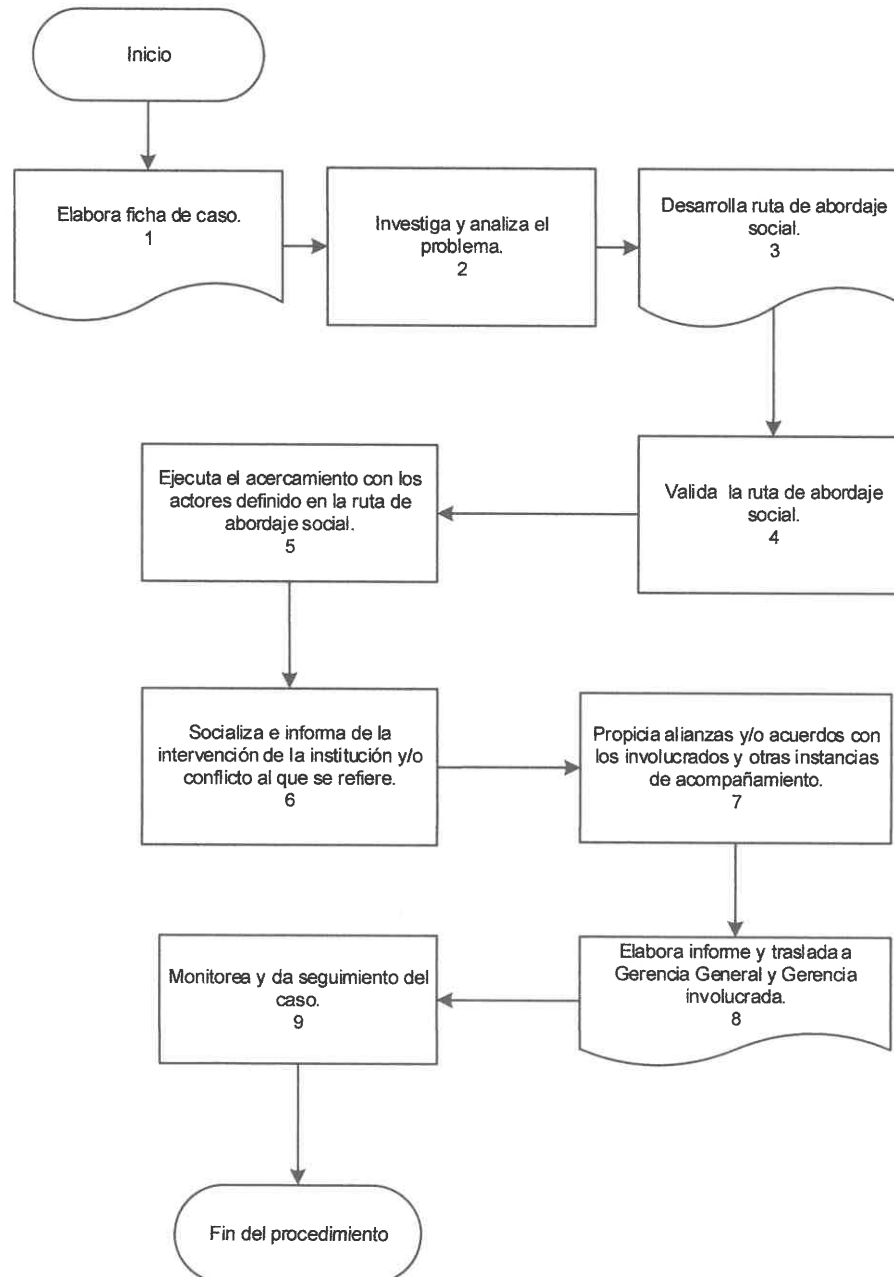 Inicio
Elabora ficha de caso.
1
Investiga y analiza el
problema.
2
Desarrolla ruta de abordaje
social.
3
Valida la ruta de abordaje
social.
4
Ejecuta el acercamiento con los
actores definido en la ruta de
abordaje social.
5
Socializa e informa de la
intervención de la institución y/o
conflicto al que se refiere.
6
Propicia alianzas y/o acuerdos con
los involucrados y otras instancias
de acompañamiento.
7
Elabora informe y traslada a
Gerencia General y Gerencia
involucrada.
8
Monitorea y da seguimiento del
caso.
9
Fin del procedimiento